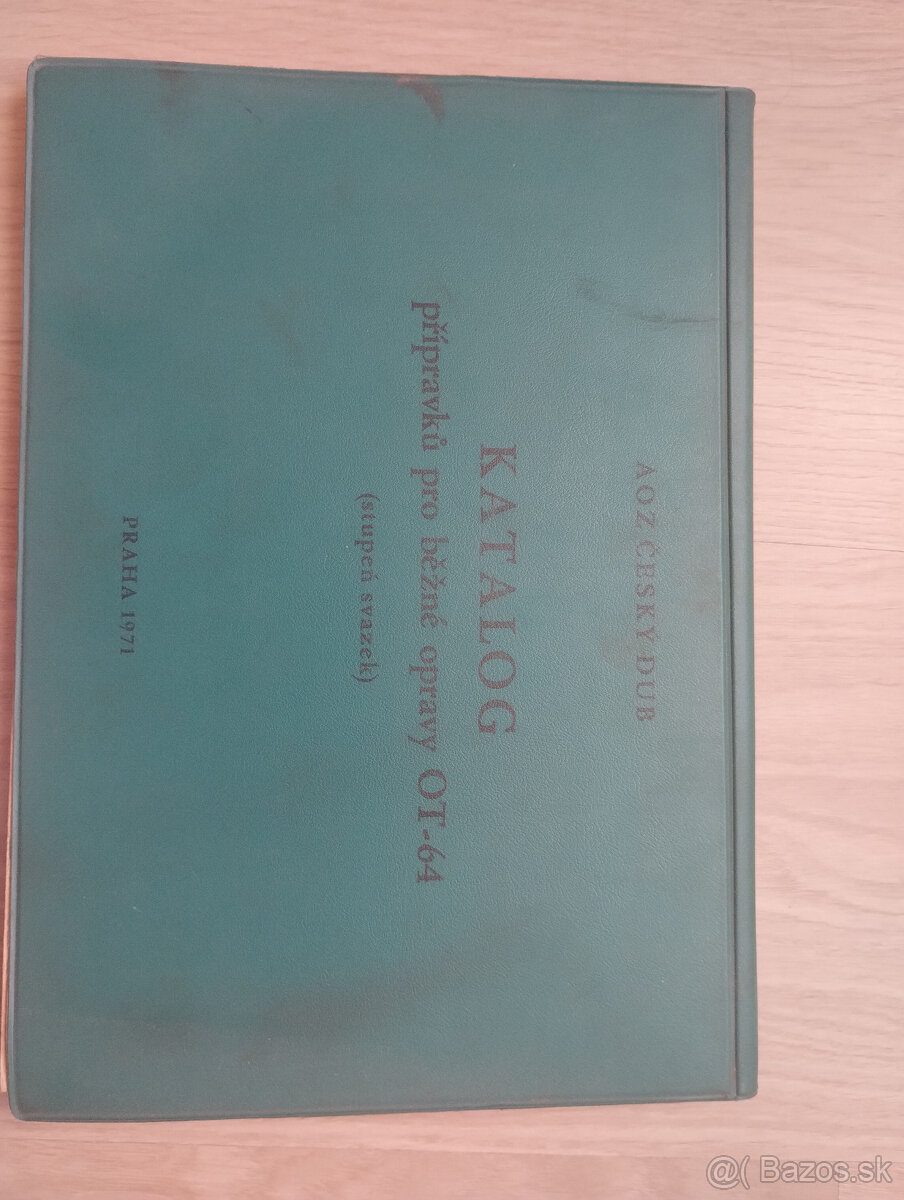 AOZ ČESKÝ DUB
KATALOG
přípravků pro běžné opravy OT-64
(stupeň svazek)
PRAHA 1971
@( Bazos.sk